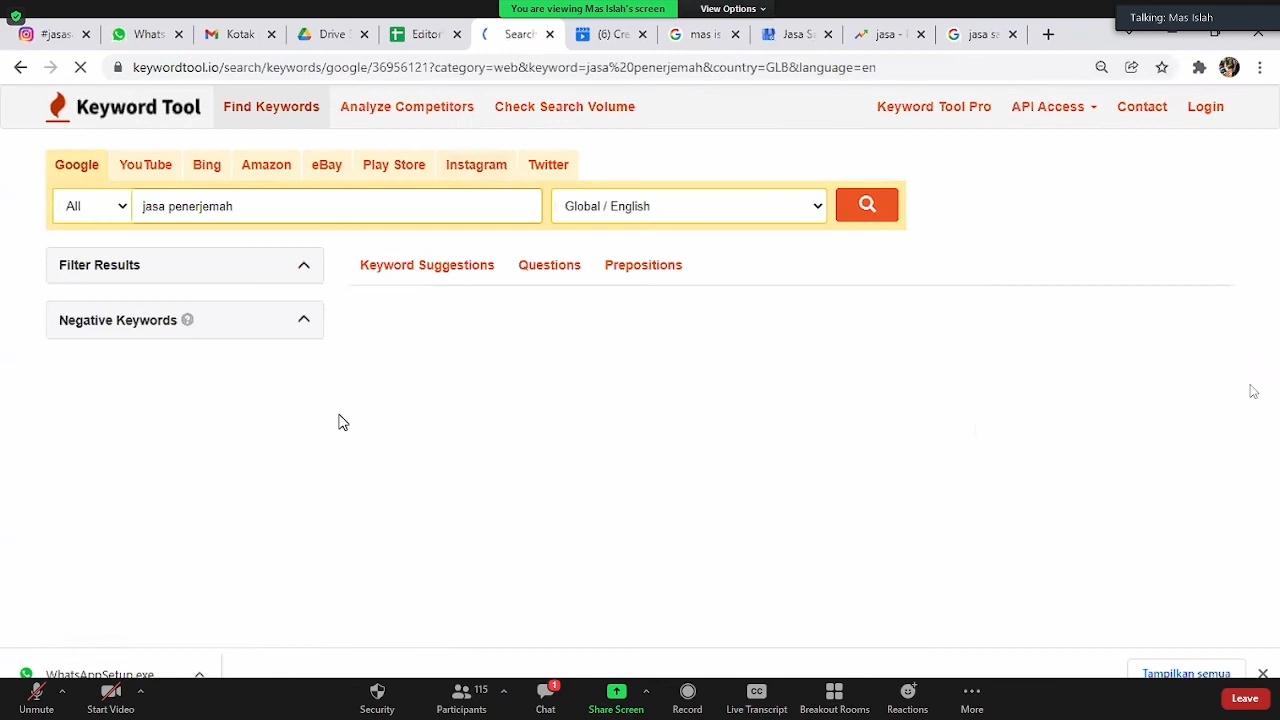 You are viewing Mas Islah's screen
View Options
Talking: Mas Islah
#jasa
Whats
Kotak
Drive
Editor
Searc
(6) Cre
mas is
Jasa Sa
jasa -
jasa sa
keywordtool.io/search/keywords/google/36956121?category=web&keyword=jasa%20penerjemah&country=GLB&language=en
Keyword Tool
Find Keywords
Analyze Competitors
Check Search Volume
Keyword Tool Pro
API Access
Contact
Login
Google
YouTube
Bing
Amazon
eBay
Play Store
Instagram
Twitter
All
jasa penerjemah
Global / English
Filter Results
Keyword Suggestions
Questions
Prepositions
Negative Keywords ?
WhatsAppSetup.exe
Tampilkan semua
Unmute
Start Video
Security
Participants
115
Chat
1
Share Screen
Record
CC
Live Transcript
Breakout Rooms
Reactions
More
Leave